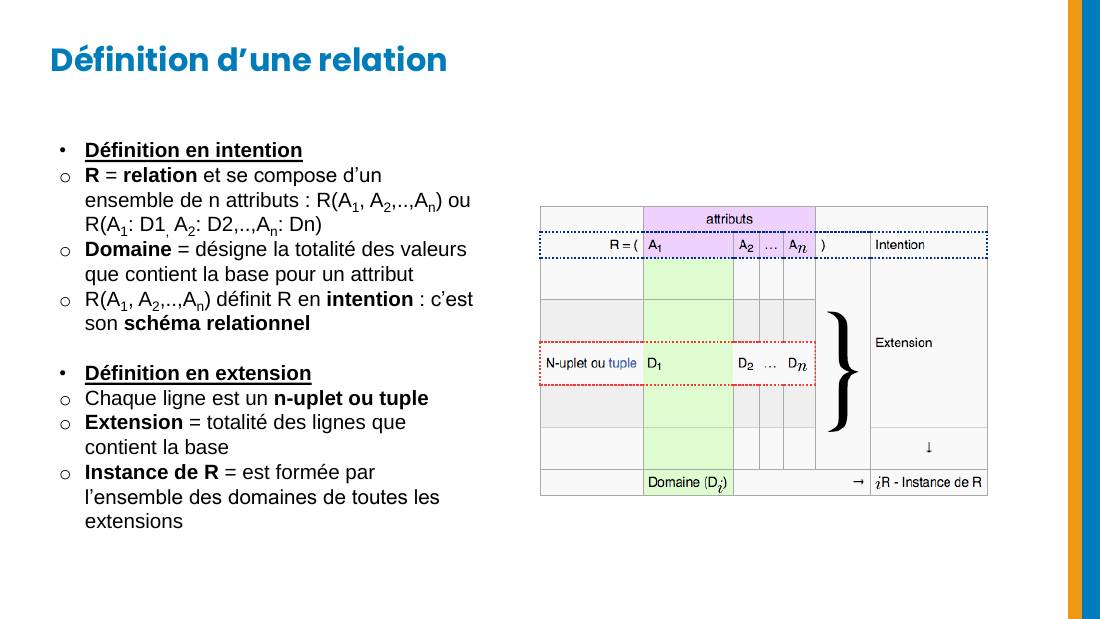 Définition d’une relation
• Définition en intention
o R = relation et se compose d’un
ensemble de n attributs : R(A1, A2,..,An) ou
R(A1: D1, A2: D2,..,An: Dn)
o Domaine = désigne la totalité des valeurs
que contient la base pour un attribut
o R(A1, A2,..,An) définit R en intention : c’est
son schéma relationnel
• Définition en extension
o Chaque ligne est un n-uplet ou tuple
o Extension = totalité des lignes que
contient la base
o Instance de R = est formée par
l’ensemble des domaines de toutes les
extensions
attributs
R = ( A1 A2 … An ) Intention
} Extension
N-uplet ou tuple D1 D2 … Dn
↓
Domaine (Di) → iR - Instance de R